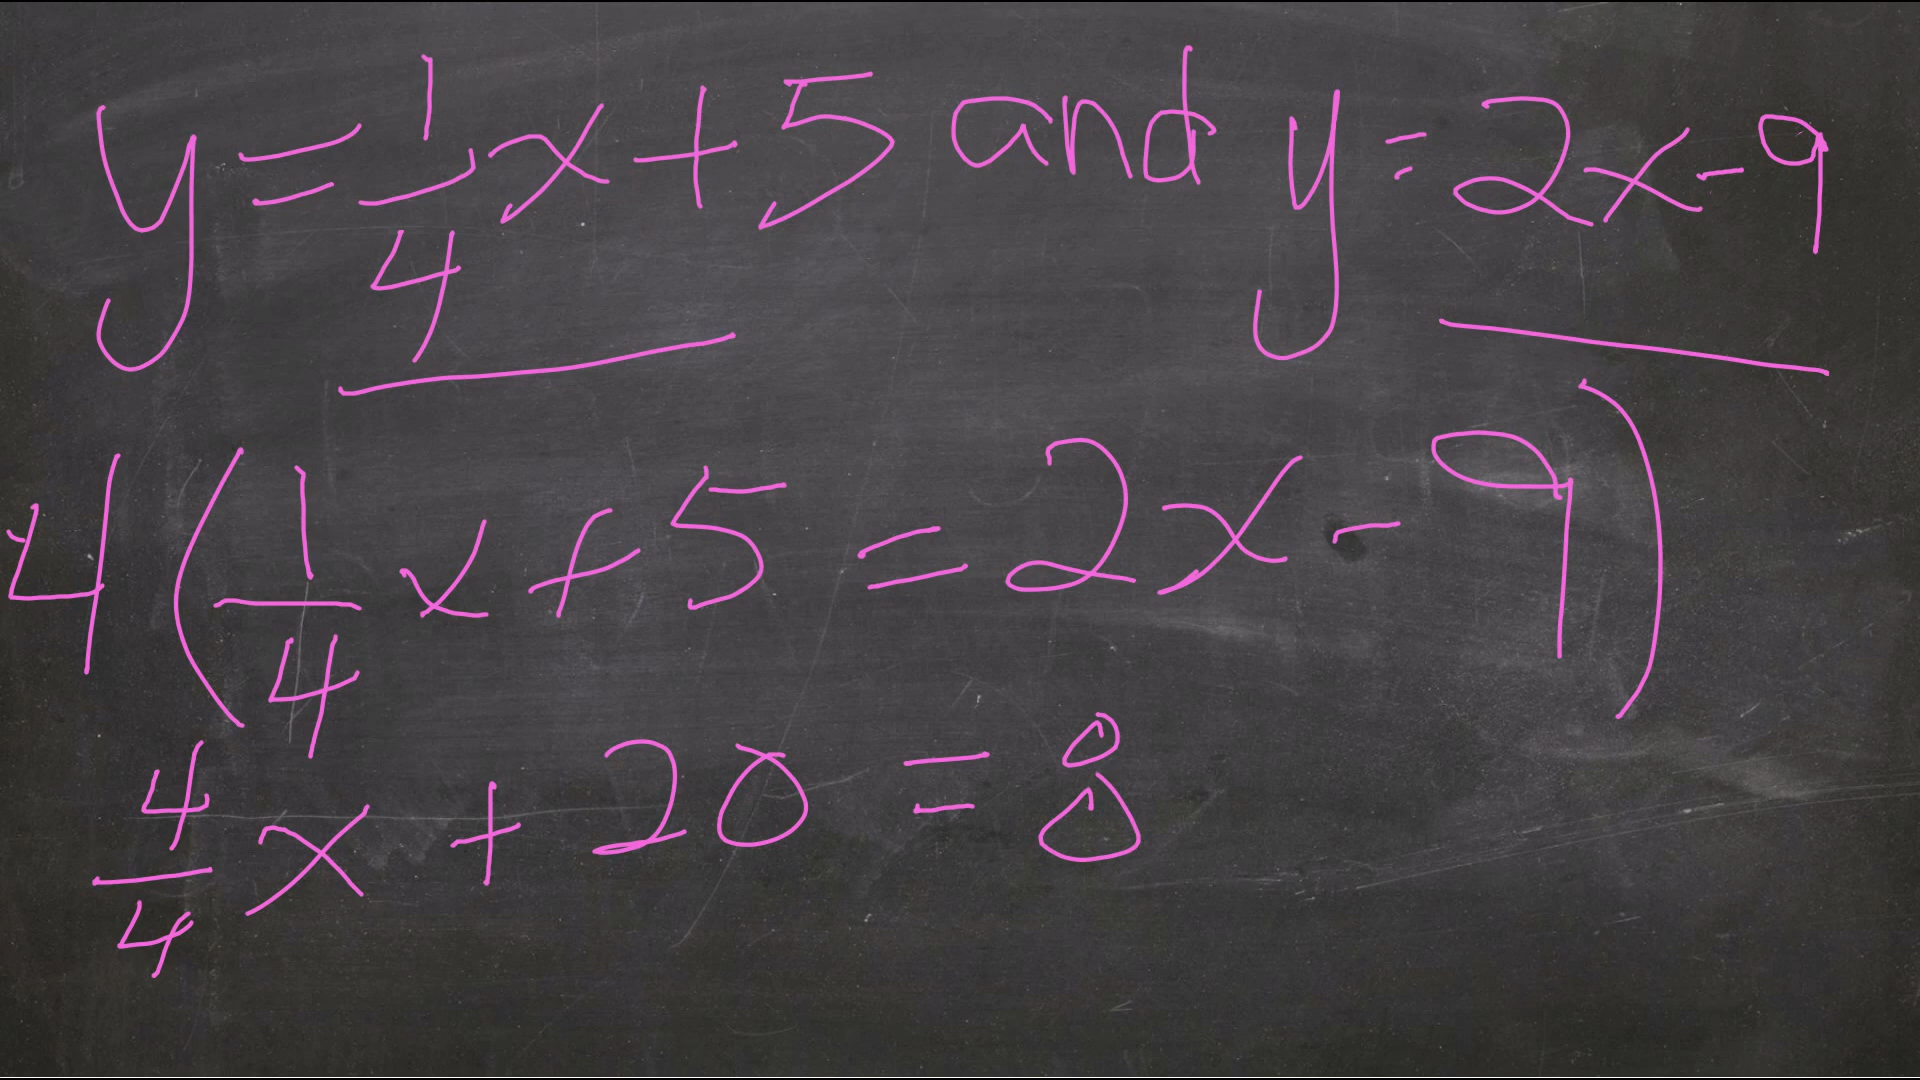 y = 1/4 x + 5 and y = 2x - 9
4 ( 1/4 x + 5 = 2x - 9 )
4/4 x + 20 = 8